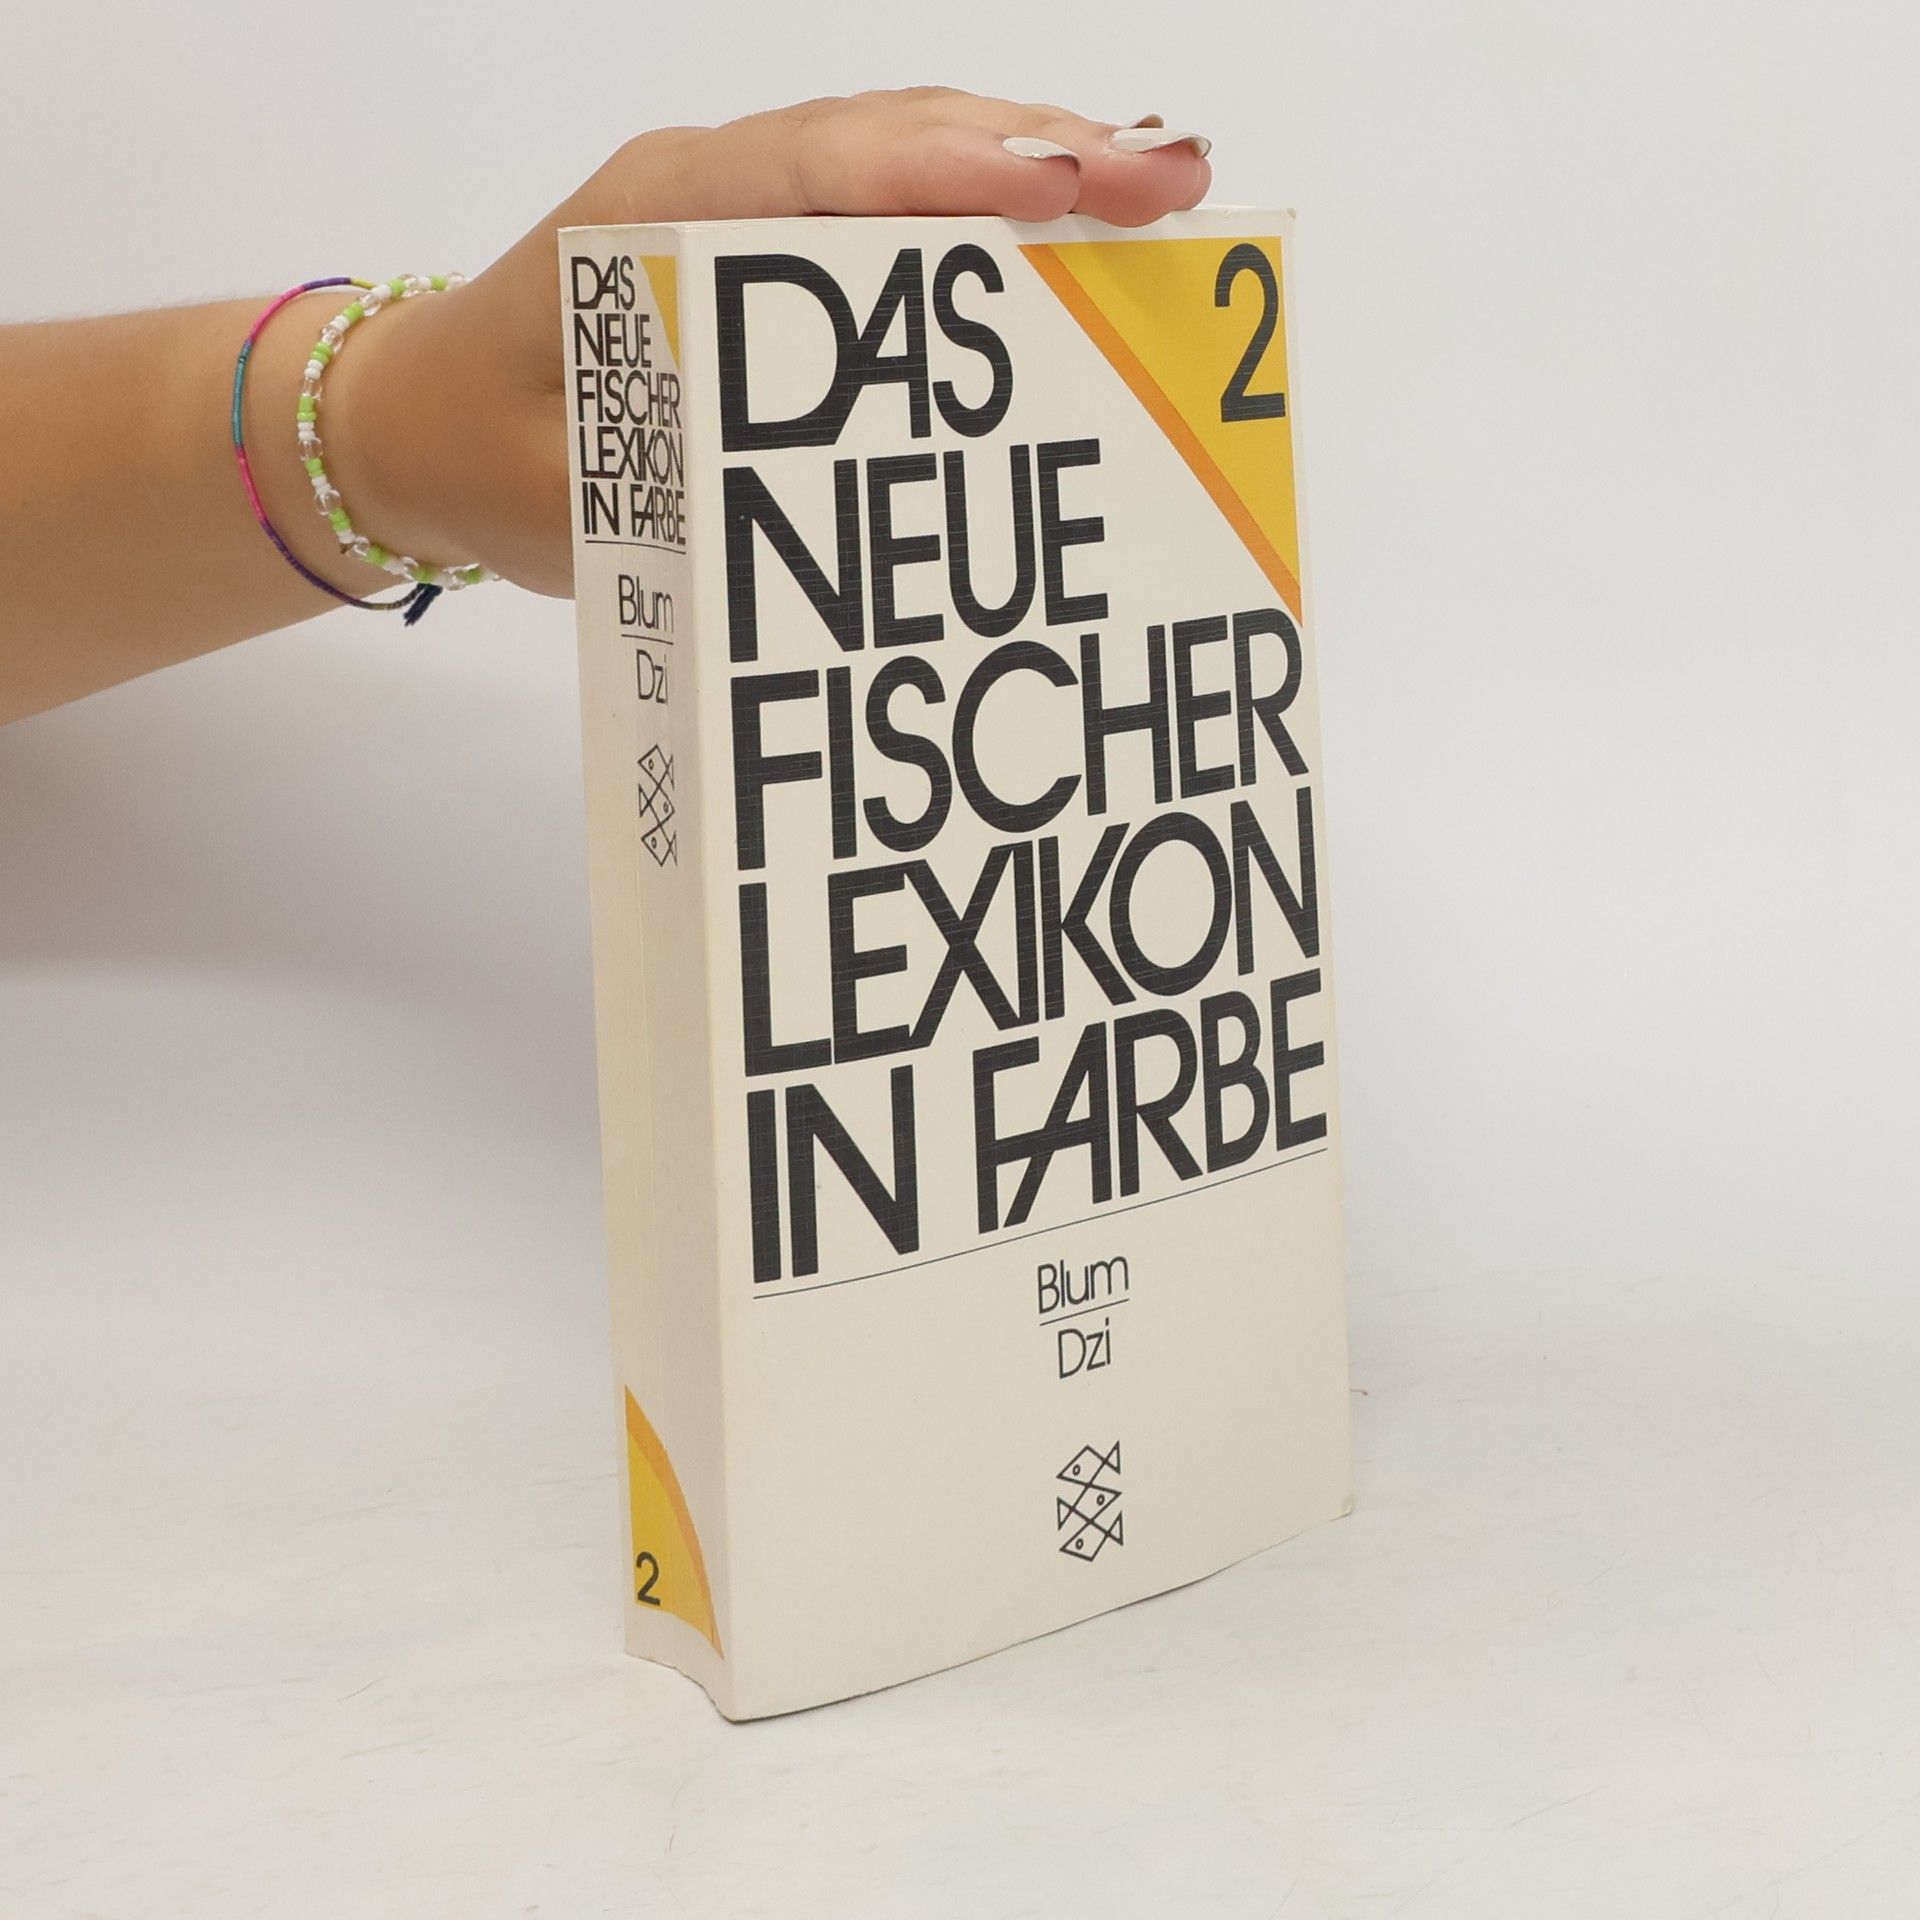 DAS
NEUE
FISCHER
LEXIKON
IN FARBE
Blum
Dzi
2
DAS
NEUE
FISCHER
LEXIKON
IN FARBE
2
Blum
Dzi